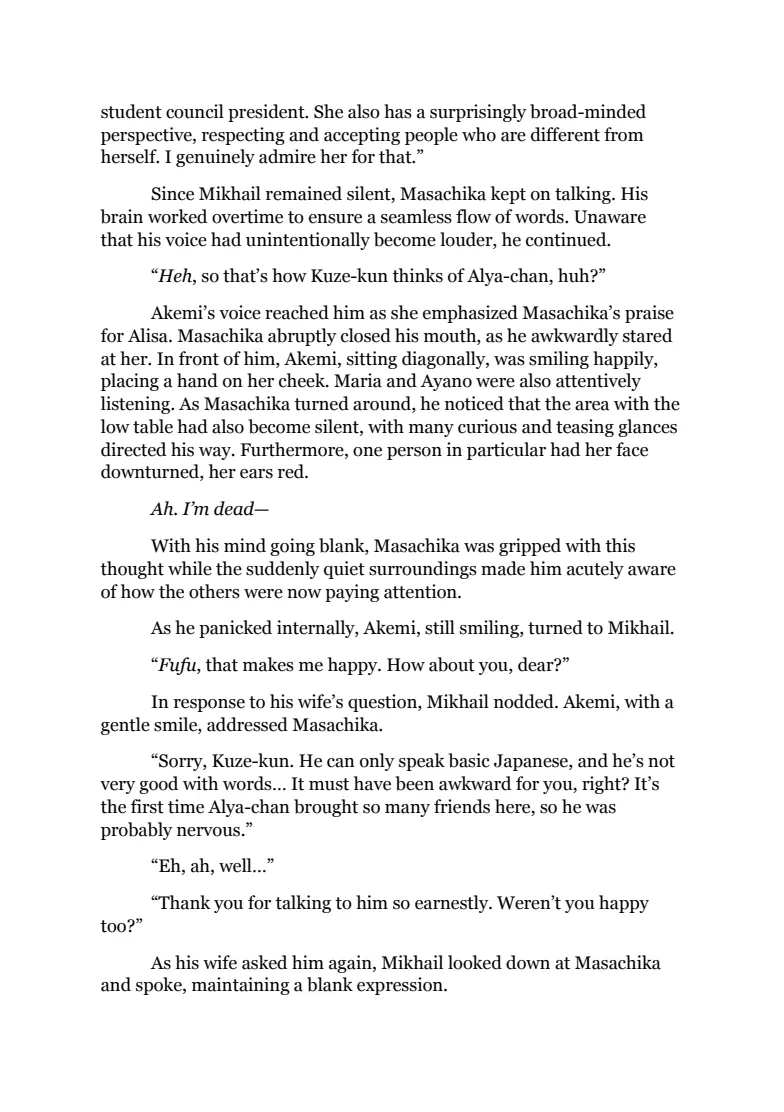 student council president. She also has a surprisingly broad-minded
perspective, respecting and accepting people who are different from
herself. I genuinely admire her for that.”
Since Mikhail remained silent, Masachika kept on talking. His
brain worked overtime to ensure a seamless flow of words. Unaware
that his voice had unintentionally become louder, he continued.
“Heh, so that’s how Kuze-kun thinks of Alya-chan, huh?”
Akemi’s voice reached him as she emphasized Masachika’s praise
for Alisa. Masachika abruptly closed his mouth, as he awkwardly stared
at her. In front of him, Akemi, sitting diagonally, was smiling happily,
placing a hand on her cheek. Maria and Ayano were also attentively
listening. As Masachika turned around, he noticed that the area with the
low table had also become silent, with many curious and teasing glances
directed his way. Furthermore, one person in particular had her face
downturned, her ears red.
Ah. I’m dead—
With his mind going blank, Masachika was gripped with this
thought while the suddenly quiet surroundings made him acutely aware
of how the others were now paying attention.
As he panicked internally, Akemi, still smiling, turned to Mikhail.
“Fufu, that makes me happy. How about you, dear?”
In response to his wife’s question, Mikhail nodded. Akemi, with a
gentle smile, addressed Masachika.
“Sorry, Kuze-kun. He can only speak basic Japanese, and he’s not
very good with words… It must have been awkward for you, right? It’s
the first time Alya-chan brought so many friends here, so he was
probably nervous.”
“Eh, ah, well…”
“Thank you for talking to him so earnestly. Weren’t you happy
too?”
As his wife asked him again, Mikhail looked down at Masachika
and spoke, maintaining a blank expression.